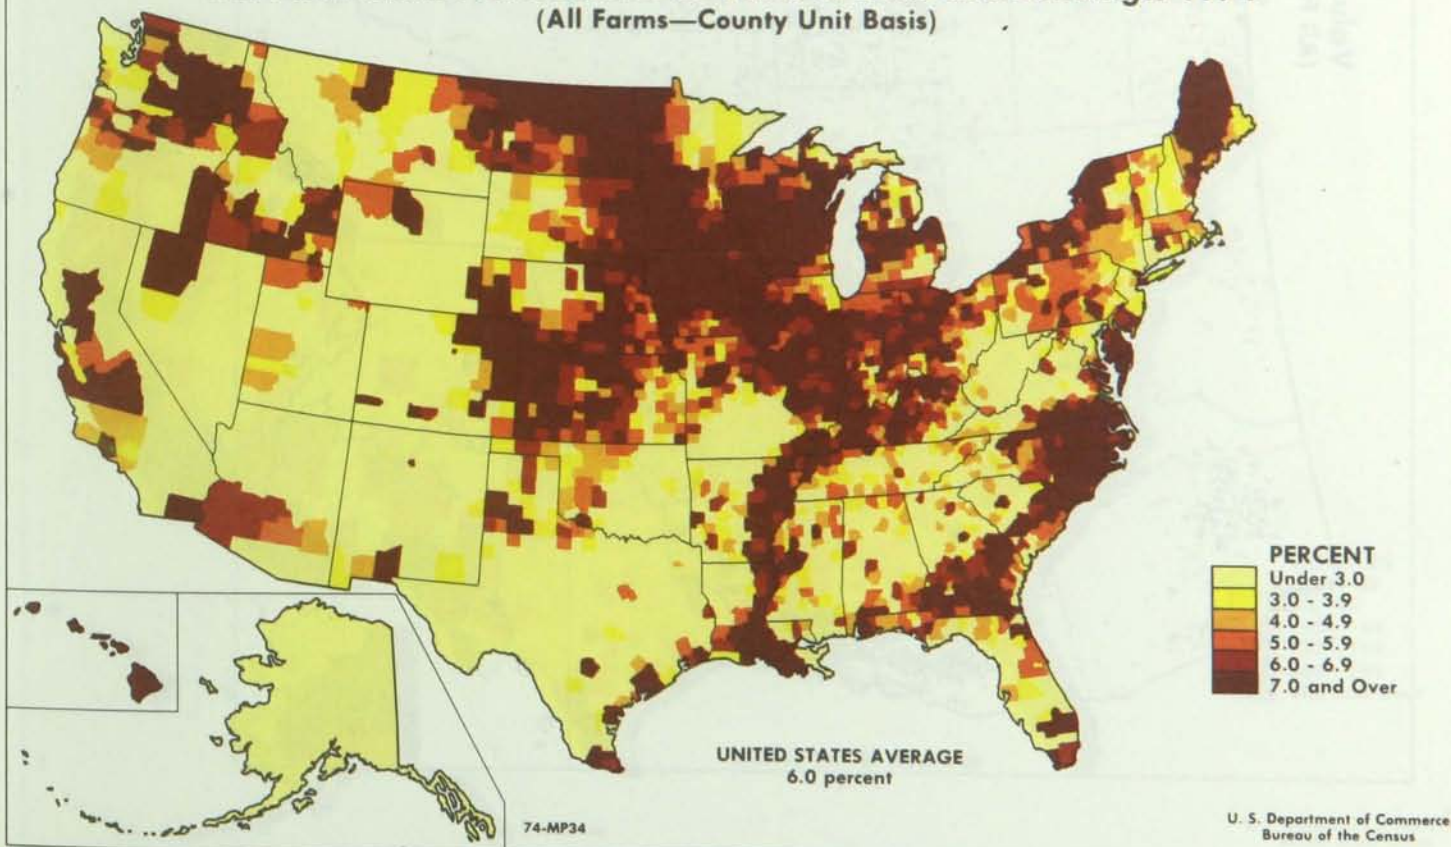 (All Farms—County Unit Basis)
PERCENT
Under 3.0
3.0 - 3.9
4.0 - 4.9
5.0 - 5.9
6.0 - 6.9
7.0 and Over
UNITED STATES AVERAGE
6.0 percent
74-MP34
U. S. Department of Commerce
Bureau of the Census